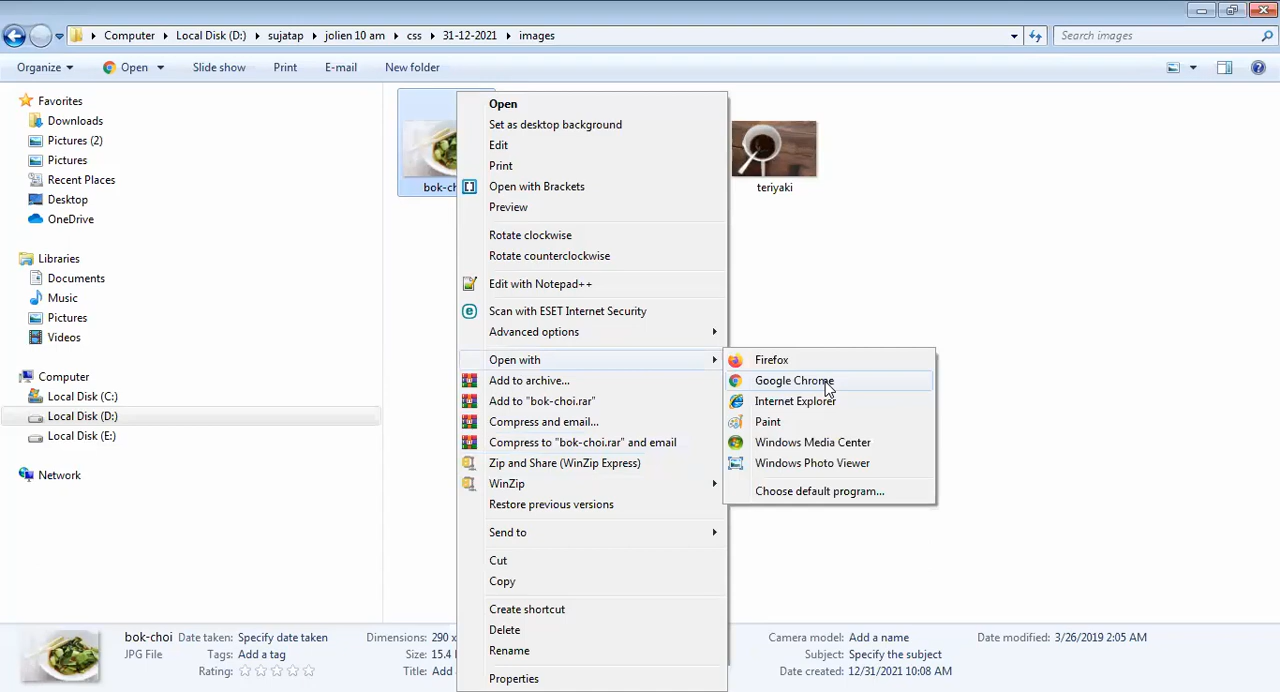 Computer Local Disk (D:) sujatap jolien 10 am css 31-12-2021 images
Search images
Organize Open Slide show Print E-mail New folder
Favorites
Downloads
Pictures (2)
Pictures
Recent Places
Desktop
OneDrive
Libraries
Documents
Music
Pictures
Videos
Computer
Local Disk (C:)
Local Disk (D:)
Local Disk (E:)
Network
bok-ch
teriyaki
Open
Set as desktop background
Edit
Print
Open with Brackets
Preview
Rotate clockwise
Rotate counterclockwise
Edit with Notepad++
Scan with ESET Internet Security
Advanced options
Open with
Add to archive...
Add to "bok-choi.rar"
Compress and email...
Compress to "bok-choi.rar" and email
Zip and Share (WinZip Express)
WinZip
Restore previous versions
Send to
Cut
Copy
Create shortcut
Delete
Rename
Properties
Firefox
Google Chrome
Internet Explorer
Paint
Windows Media Center
Windows Photo Viewer
Choose default program...
bok-choi Date taken: Specify date taken Dimensions: 290 x Camera model: Add a name Date modified: 3/26/2019 2:05 AM
JPG File Tags: Add a tag Size: 15.4 Subject: Specify the subject
Rating: Title: Add Date created: 12/31/2021 10:08 AM